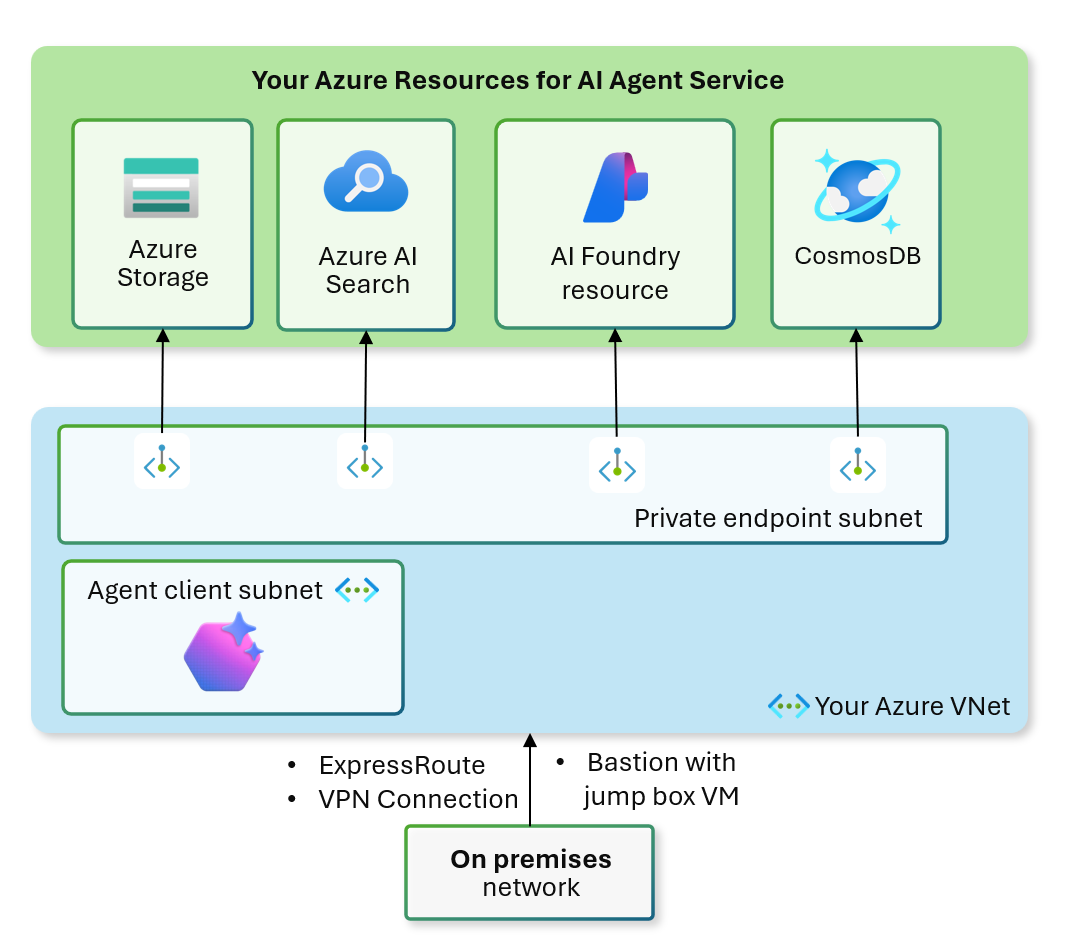 Your Azure Resources for AI Agent Service
Azure
Storage
Azure AI
Search
AI Foundry
resource
CosmosDB
Private endpoint subnet
Agent client subnet
Your Azure VNet
• ExpressRoute
• VPN Connection
• Bastion with
jump box VM
On premises
network